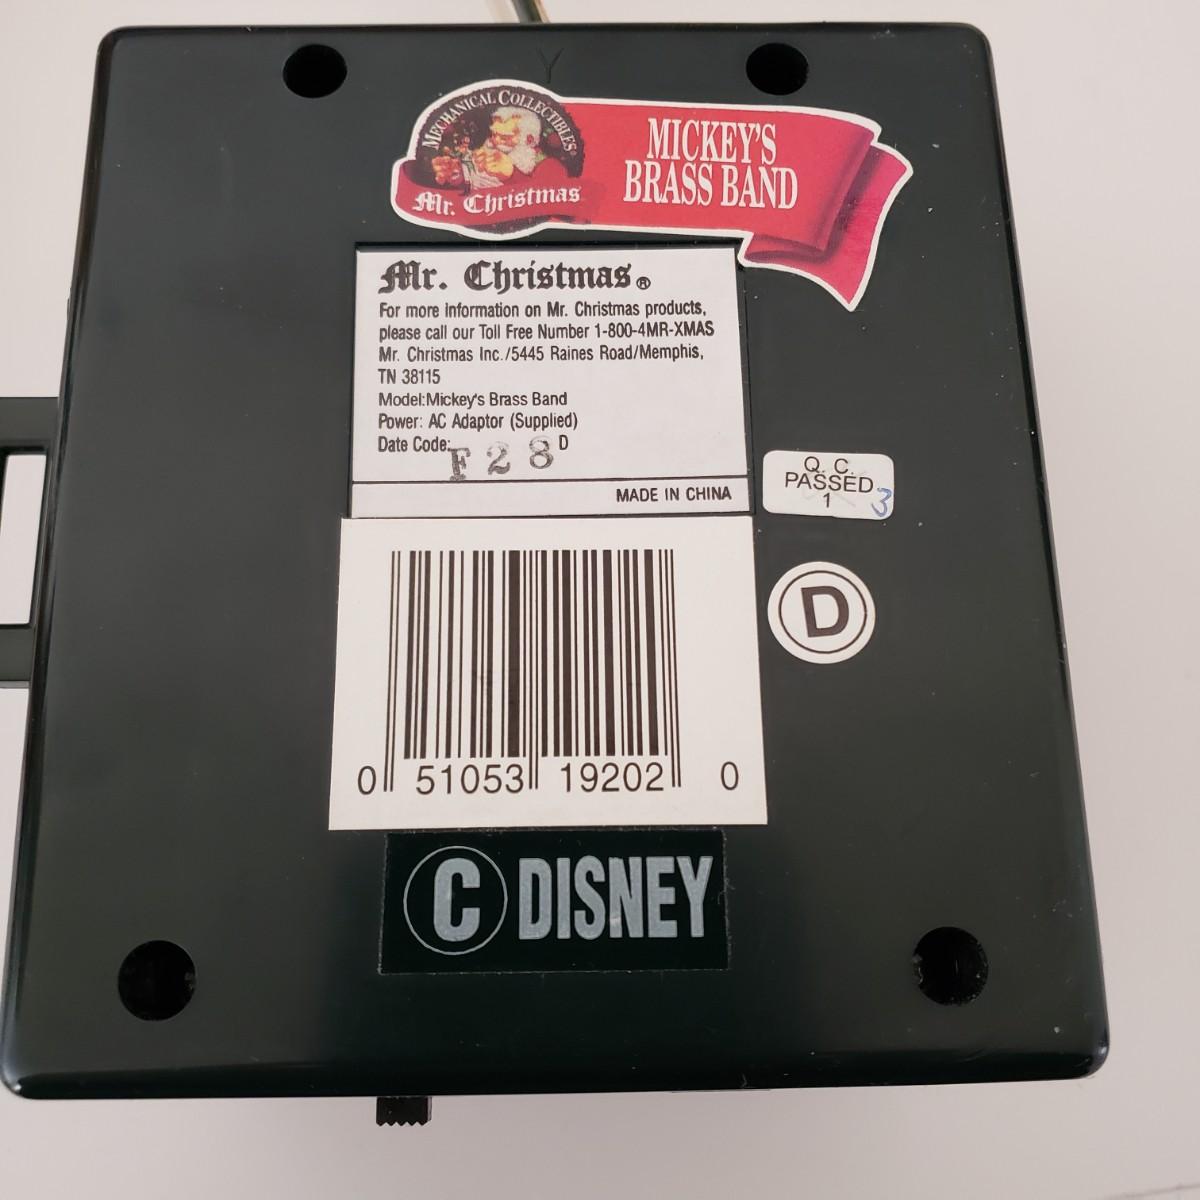 MECHANICAL COLLECTIBLES®
Mr. Christmas
MICKEY'S
BRASS BAND
Mr. Christmas®
For more information on Mr. Christmas products,
please call our Toll Free Number 1-800-4MR-XMAS
Mr. Christmas Inc./5445 Raines Road/Memphis,
TN 38115
Model:Mickey's Brass Band
Power: AC Adaptor (Supplied)
Date Code: F 2 8 D
MADE IN CHINA
Q. C.
PASSED
1 3
D
0 51053 19202 0
C DISNEY